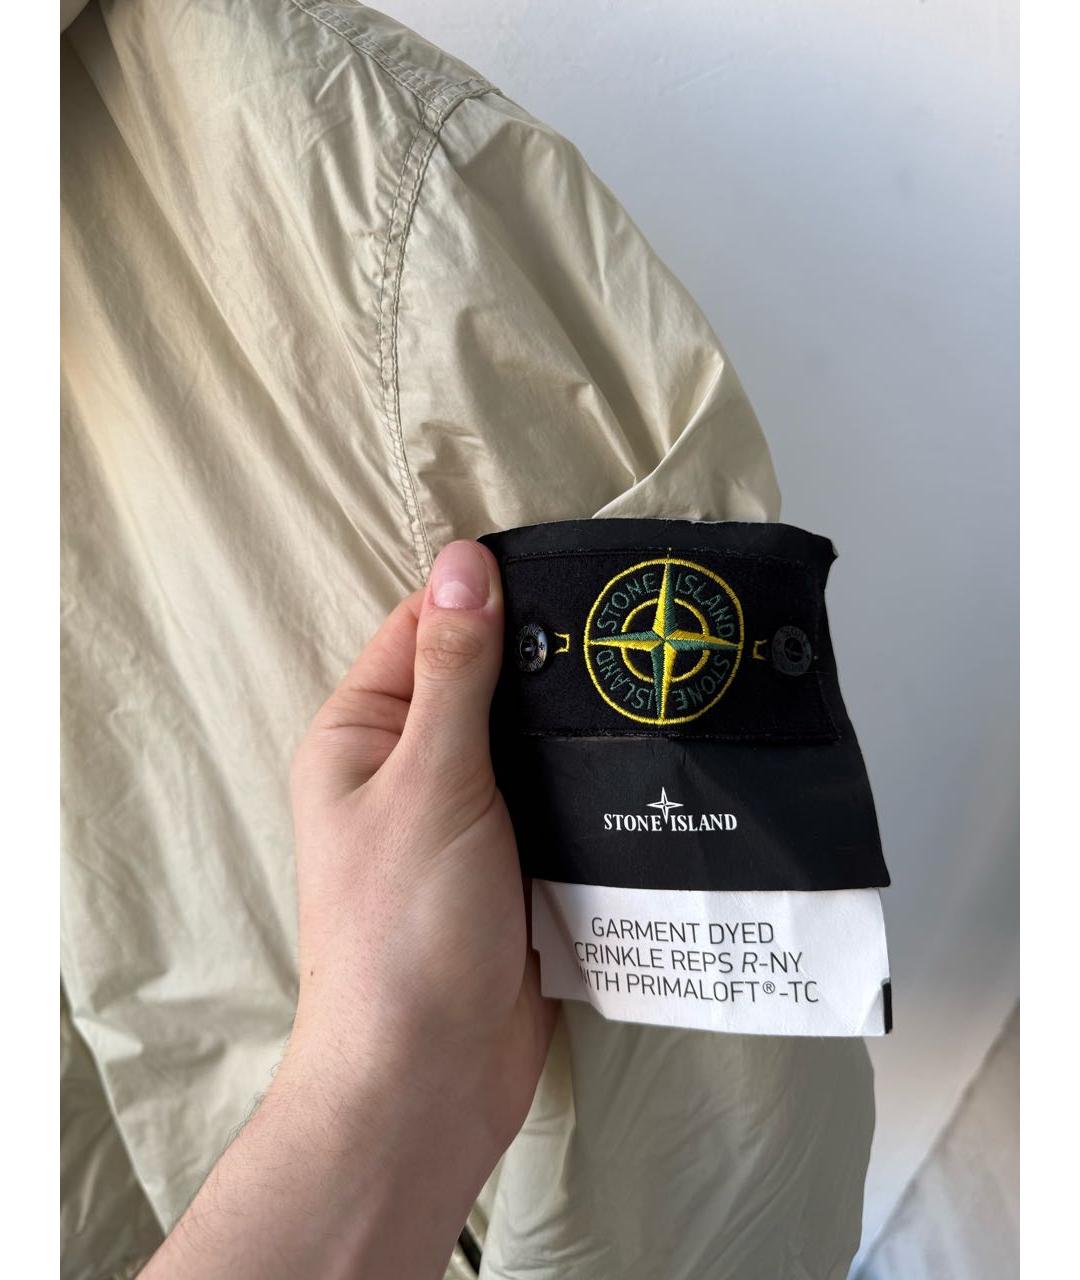 STONE ISLAND
STONE ISLAND
STONE ISLAND
GARMENT DYED
CRINKLE REPS R-NY
WITH PRIMALOFT®-TC